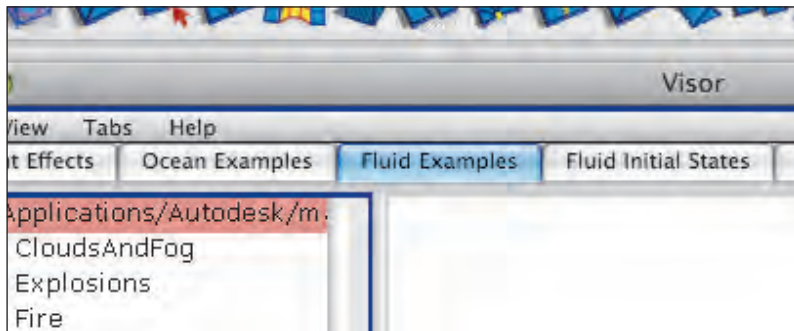 Visor
View Tabs Help
t Effects Ocean Examples Fluid Examples Fluid Initial States
Applications/Autodesk/m
CloudsAndFog
Explosions
Fire